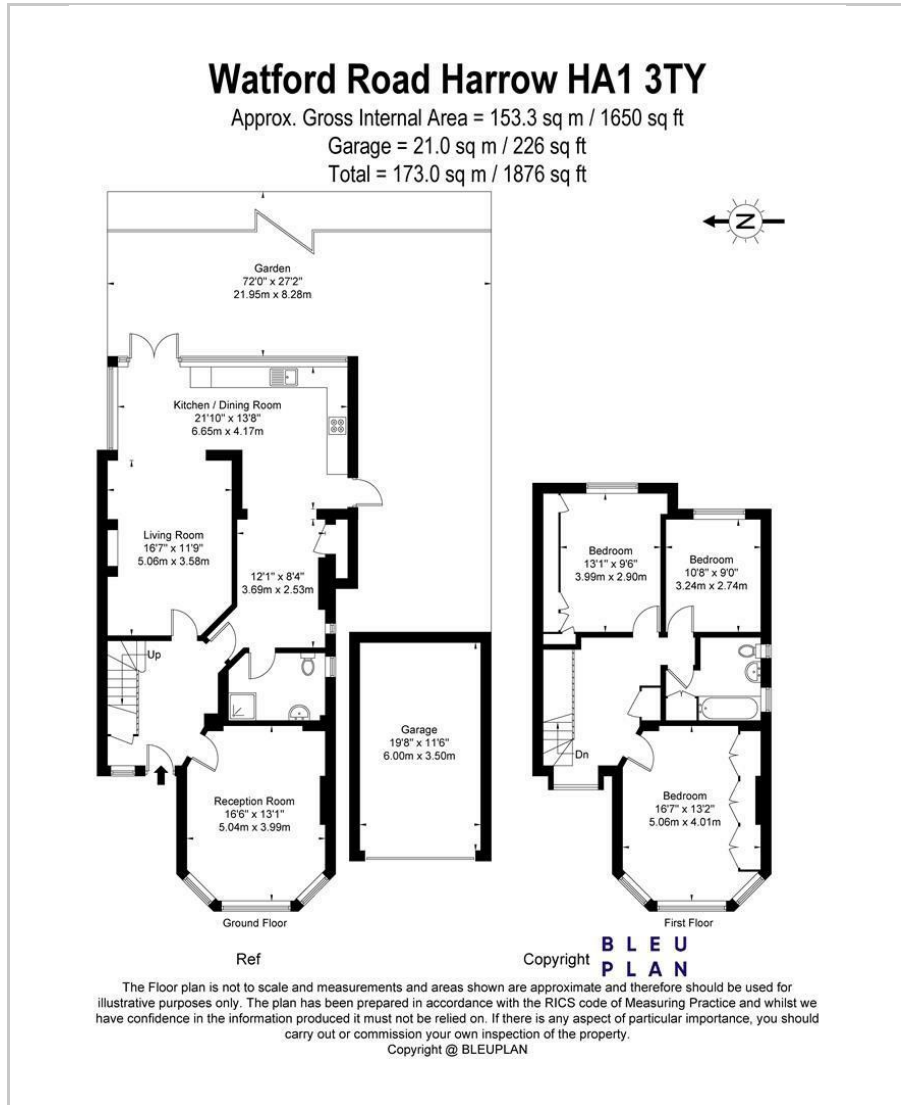 Watford Road Harrow HA1 3TY
Approx. Gross Internal Area = 153.3 sq m / 1650 sq ft
Garage = 21.0 sq m / 226 sq ft
Total = 173.0 sq m / 1876 sq ft
N
Garden
72'0" x 27'2"
21.95m x 8.28m
Kitchen / Dining Room
21'10" x 13'8"
6.65m x 4.17m
Living Room
16'7" x 11'9"
5.06m x 3.58m
12'1" x 8'4"
3.69m x 2.53m
Up
Reception Room
16'6" x 13'1"
5.04m x 3.99m
Ground Floor
Garage
19'8" x 11'6"
6.00m x 3.50m
Bedroom
13'1" x 9'6"
3.99m x 2.90m
Bedroom
10'8" x 9'0"
3.24m x 2.74m
Dn
Bedroom
16'7" x 13'2"
5.06m x 4.01m
First Floor
Ref
Copyright
BLEU
PLAN
The Floor plan is not to scale and measurements and areas shown are approximate and therefore should be used for
illustrative purposes only. The plan has been prepared in accordance with the RICS code of Measuring Practice and whilst we
have confidence in the information produced it must not be relied on. If there is any aspect of particular importance, you should
carry out or commission your own inspection of the property.
Copyright @ BLEUPLAN